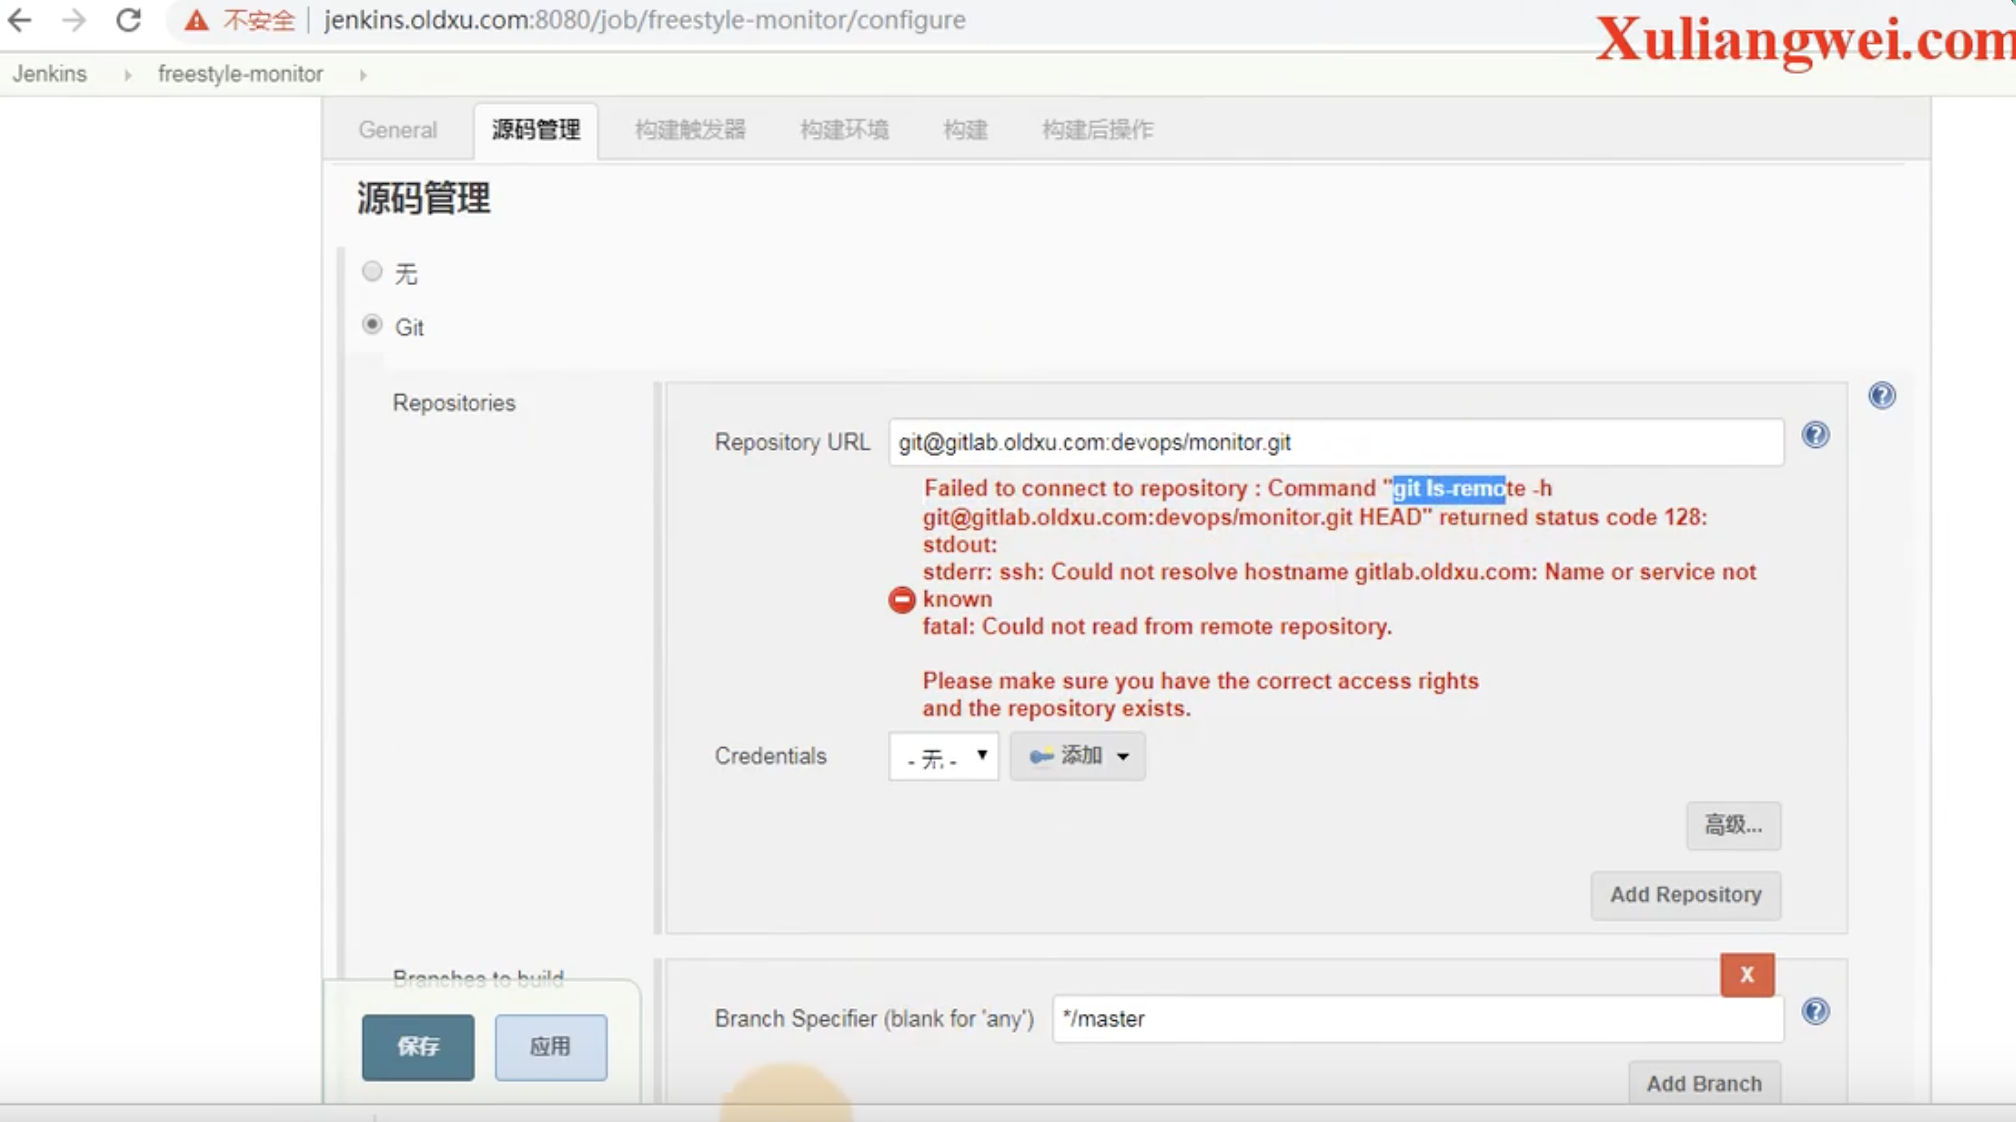 不安全 | jenkins.oldxu.com:8080/job/freestyle-monitor/configure
Xuliangwei.com
Jenkins freestyle-monitor
General 源码管理 构建触发器 构建环境 构建 构建后操作
源码管理
无
Git
Repositories
Repository URL git@gitlab.oldxu.com:devops/monitor.git
Failed to connect to repository : Command "git ls-remote -h
git@gitlab.oldxu.com:devops/monitor.git HEAD" returned status code 128:
stdout:
stderr: ssh: Could not resolve hostname gitlab.oldxu.com: Name or service not
known
fatal: Could not read from remote repository.
Please make sure you have the correct access rights
and the repository exists.
Credentials - 无 - 添加
高级...
Add Repository
Branches to build
X
Branch Specifier (blank for 'any') */master
保存 应用
Add Branch